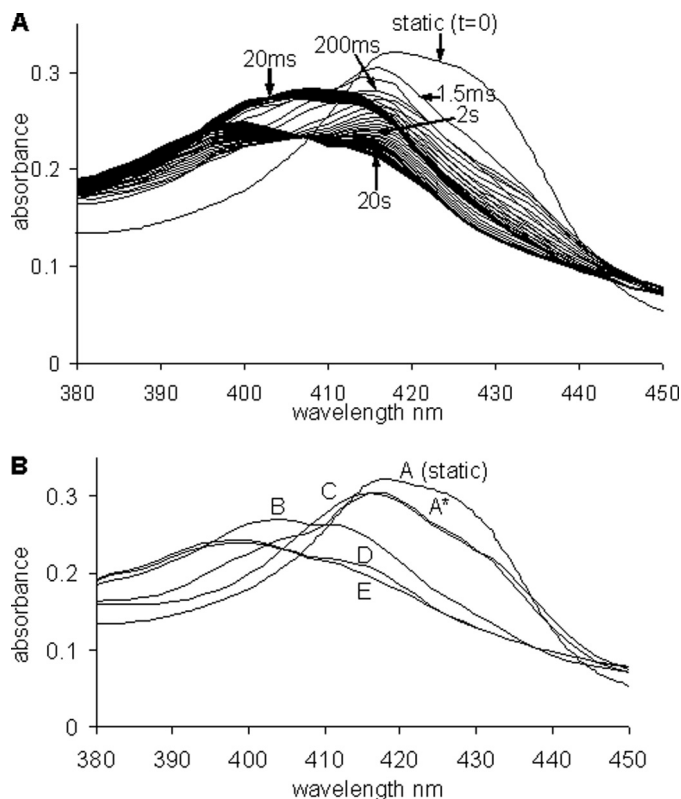 A
static (t=0)
20ms
200ms
0.3
1.5ms
2s
absorbance
0.2
20s
0.1
0
380 390 400 410 420 430 440 450
wavelength nm
B
A (static)
C
B
A*
0.3
absorbance
0.2
D
E
0.1
0
380 390 400 410 420 430 440 450
wavelength nm